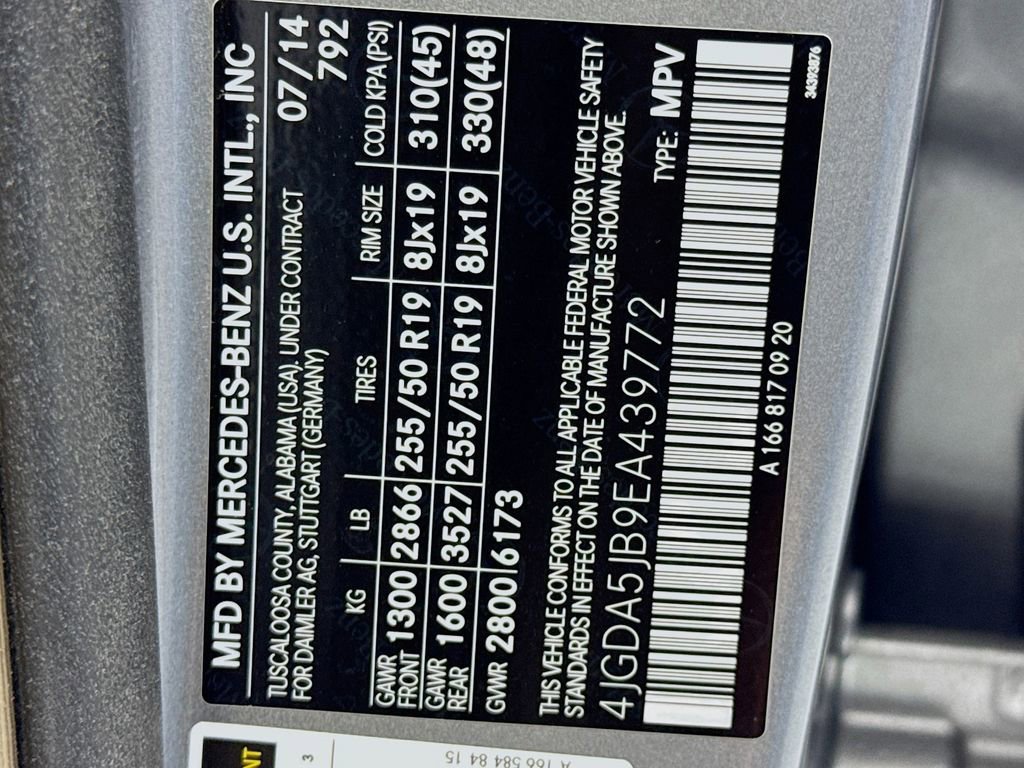 MFD BY MERCEDES-BENZ U.S. INTL., INC
TUSCALOOSA COUNTY, ALABAMA (USA). UNDER CONTRACT 07/14
FOR DAIMLER AG, STUTTGART (GERMANY) 792
KG LB TIRES RIM SIZE COLD KPA (PSI)
GAWR FRONT 1300 2866 255/50 R19 8Jx19 310(45)
GAWR REAR 1600 3527 255/50 R19 8Jx19 330(48)
GVWR 2800 6173
THIS VEHICLE CONFORMS TO ALL APPLICABLE FEDERAL MOTOR VEHICLE SAFETY
STANDARDS IN EFFECT ON THE DATE OF MANUFACTURE SHOWN ABOVE.
4JGDA5JB9EA439772 TYPE: MPV
A 166 817 09 20
34393876
NT
3
A 166 584 84 15